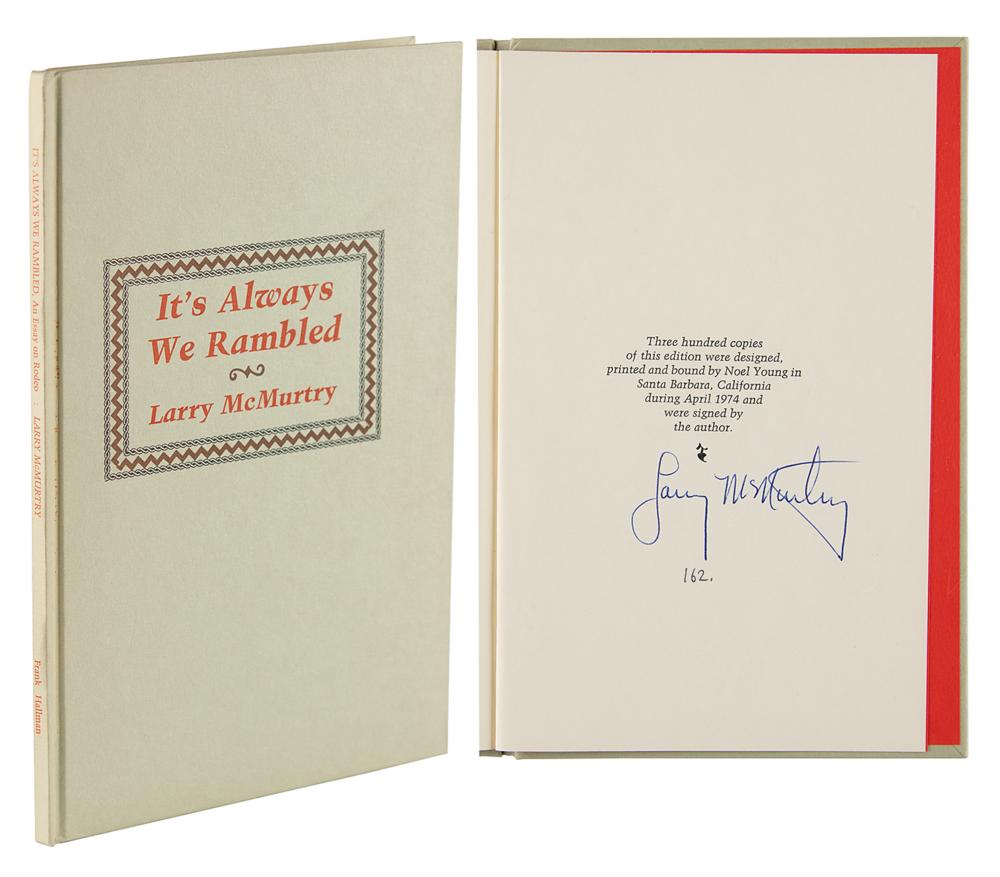 IT'S ALWAYS WE RAMBLED, An Essay on Rodeo : LARRY McMURTRY
Frank Hallman
It's Always
We Rambled
Larry McMurtry
Three hundred copies
of this edition were designed,
printed and bound by Noel Young in
Santa Barbara, California
during April 1974 and
were signed by
the author.
Larry McMurtry
162.